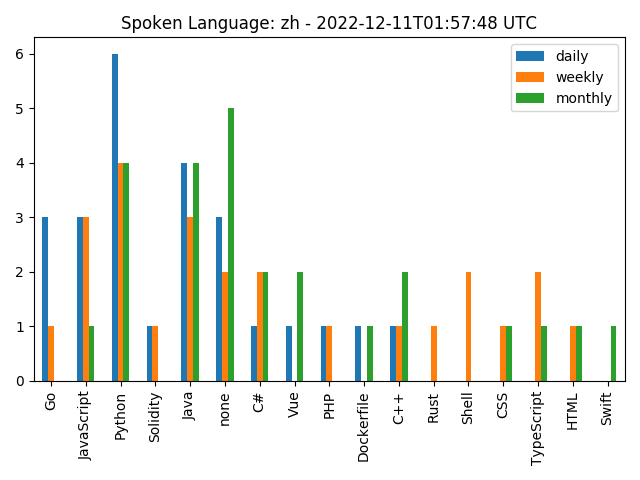 Spoken Language: zh - 2022-12-11T01:57:48 UTC
daily
weekly
monthly
6
5
4
3
2
1
0
Go
JavaScript
Python
Solidity
Java
none
C#
Vue
PHP
Dockerfile
C++
Rust
Shell
CSS
TypeScript
HTML
Swift